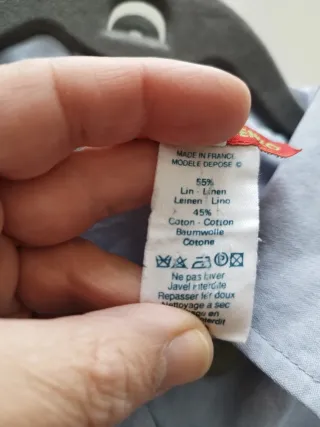 MADE IN FRANCE
MODELE DEPOSE ©
55%
Lin - Linen
Leinen - Lino
45%
Coton - Cotton
Baumwolle
Cotone
P
Ne pas laver
Javel interdite
Repasser fer doux
Nettoyage a sec